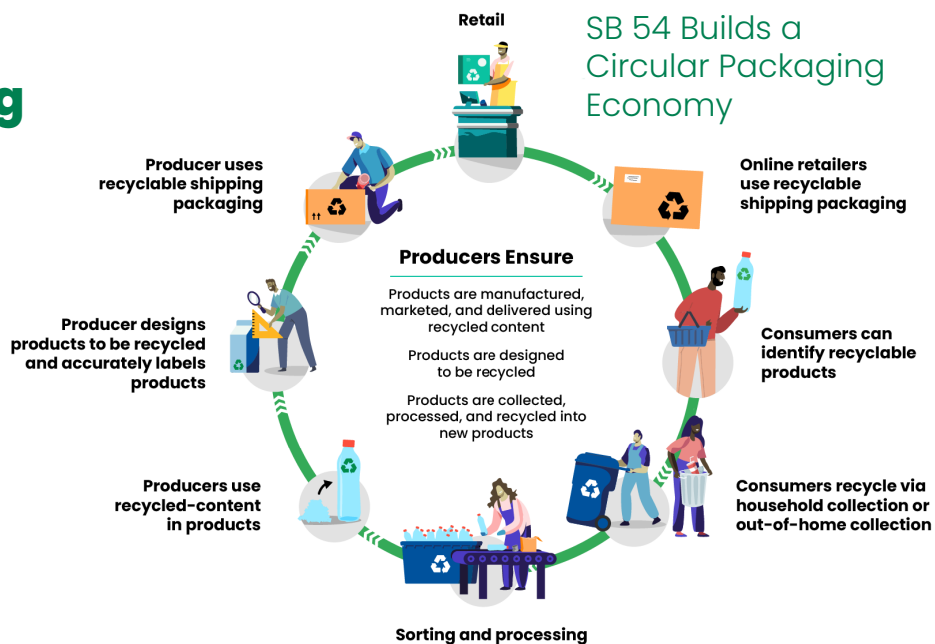 g
Retail
SB 54 Builds a
Circular Packaging
Economy
Producer uses
recyclable shipping
packaging
Online retailers
use recyclable
shipping packaging
Producers Ensure
Products are manufactured,
marketed, and delivered using
recycled content
Products are designed
to be recycled
Products are collected,
processed, and recycled into
new products
Producer designs
products to be recycled
and accurately labels
products
Consumers can
identify recyclable
products
Producers use
recycled-content
in products
Consumers recycle via
household collection or
out-of-home collection
Sorting and processing